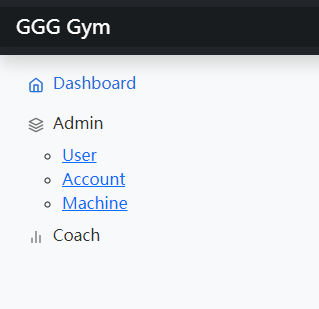 GGG Gym
Dashboard
Admin
User
Account
Machine
Coach